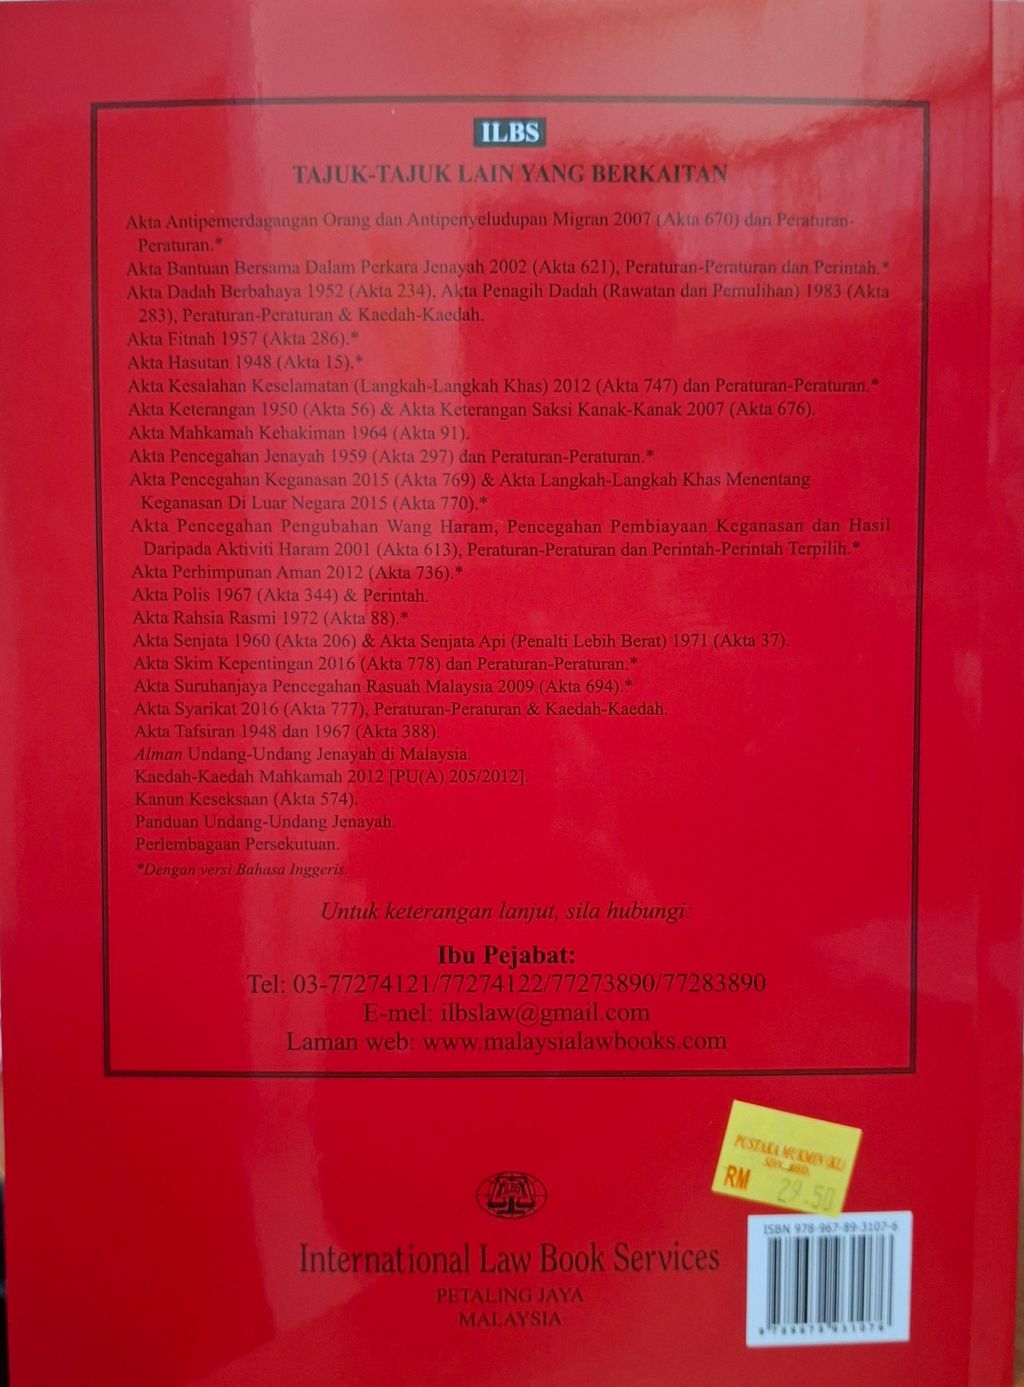 ILBS
TAJUK-TAJUK LAIN YANG BERKAITAN
Akta Antipemerdagangan Orang dan Antipenyeludupan Migran 2007 (Akta 670) dan Peraturan-
Peraturan.*
Akta Bantuan Bersama Dalam Perkara Jenayah 2002 (Akta 621), Peraturan-Peraturan dan Perintah.*
Akta Dadah Berbahaya 1952 (Akta 234), Akta Penagih Dadah (Rawatan dan Pemulihan) 1983 (Akta
283), Peraturan-Peraturan & Kaedah-Kaedah.
Akta Fitnah 1957 (Akta 286).*
Akta Hasutan 1948 (Akta 15).*
Akta Kesalahan Keselamatan (Langkah-Langkah Khas) 2012 (Akta 747) dan Peraturan-Peraturan.*
Akta Keterangan 1950 (Akta 56) & Akta Keterangan Saksi Kanak-Kanak 2007 (Akta 676).
Akta Mahkamah Kehakiman 1964 (Akta 91).
Akta Pencegahan Jenayah 1959 (Akta 297) dan Peraturan-Peraturan.*
Akta Pencegahan Keganasan 2015 (Akta 769) & Akta Langkah-Langkah Khas Menentang
Keganasan Di Luar Negara 2015 (Akta 770).*
Akta Pencegahan Pengubahan Wang Haram, Pencegahan Pembiayaan Keganasan dan Hasil
Daripada Aktiviti Haram 2001 (Akta 613), Peraturan-Peraturan dan Perintah-Perintah Terpilih.*
Akta Perhimpunan Aman 2012 (Akta 736).*
Akta Polis 1967 (Akta 344) & Perintah.
Akta Rahsia Rasmi 1972 (Akta 88).*
Akta Senjata 1960 (Akta 206) & Akta Senjata Api (Penalti Lebih Berat) 1971 (Akta 37).
Akta Skim Kepentingan 2016 (Akta 778) dan Peraturan-Peraturan.*
Akta Suruhanjaya Pencegahan Rasuah Malaysia 2009 (Akta 694).*
Akta Syarikat 2016 (Akta 777), Peraturan-Peraturan & Kaedah-Kaedah.
Akta Tafsiran 1948 dan 1967 (Akta 388).
Alman Undang-Undang Jenayah di Malaysia.
Kaedah-Kaedah Mahkamah 2012 [PU(A) 205/2012].
Kanun Keseksaan (Akta 574).
Panduan Undang-Undang Jenayah.
Perlembagaan Persekutuan.
*Dengan versi Bahasa Inggeris.
Untuk keterangan lanjut, sila hubungi:
Ibu Pejabat:
Tel: 03-77274121/77274122/77273890/77283890
E-mel: ilbslaw@gmail.com
Laman web: www.malaysialawbooks.com
PUSTAKA MUKMIN (KL)
SDN. BHD.
RM 29.50
ILBS
International Law Book Services
PETALING JAYA
MALAYSIA
ISBN 978-967-89-3107-6
9 789678 931076